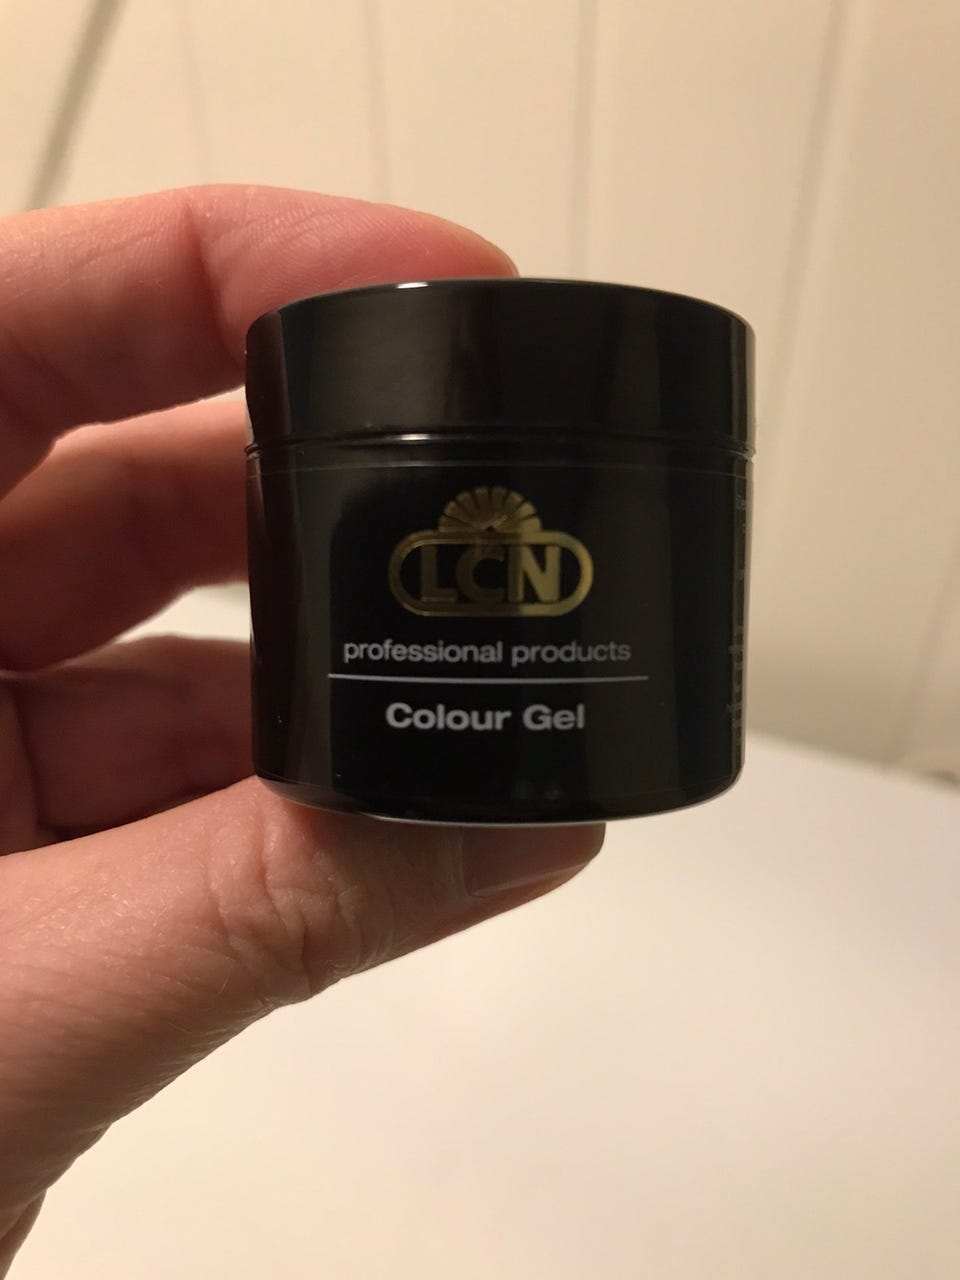 LCN
professional products
Colour Gel